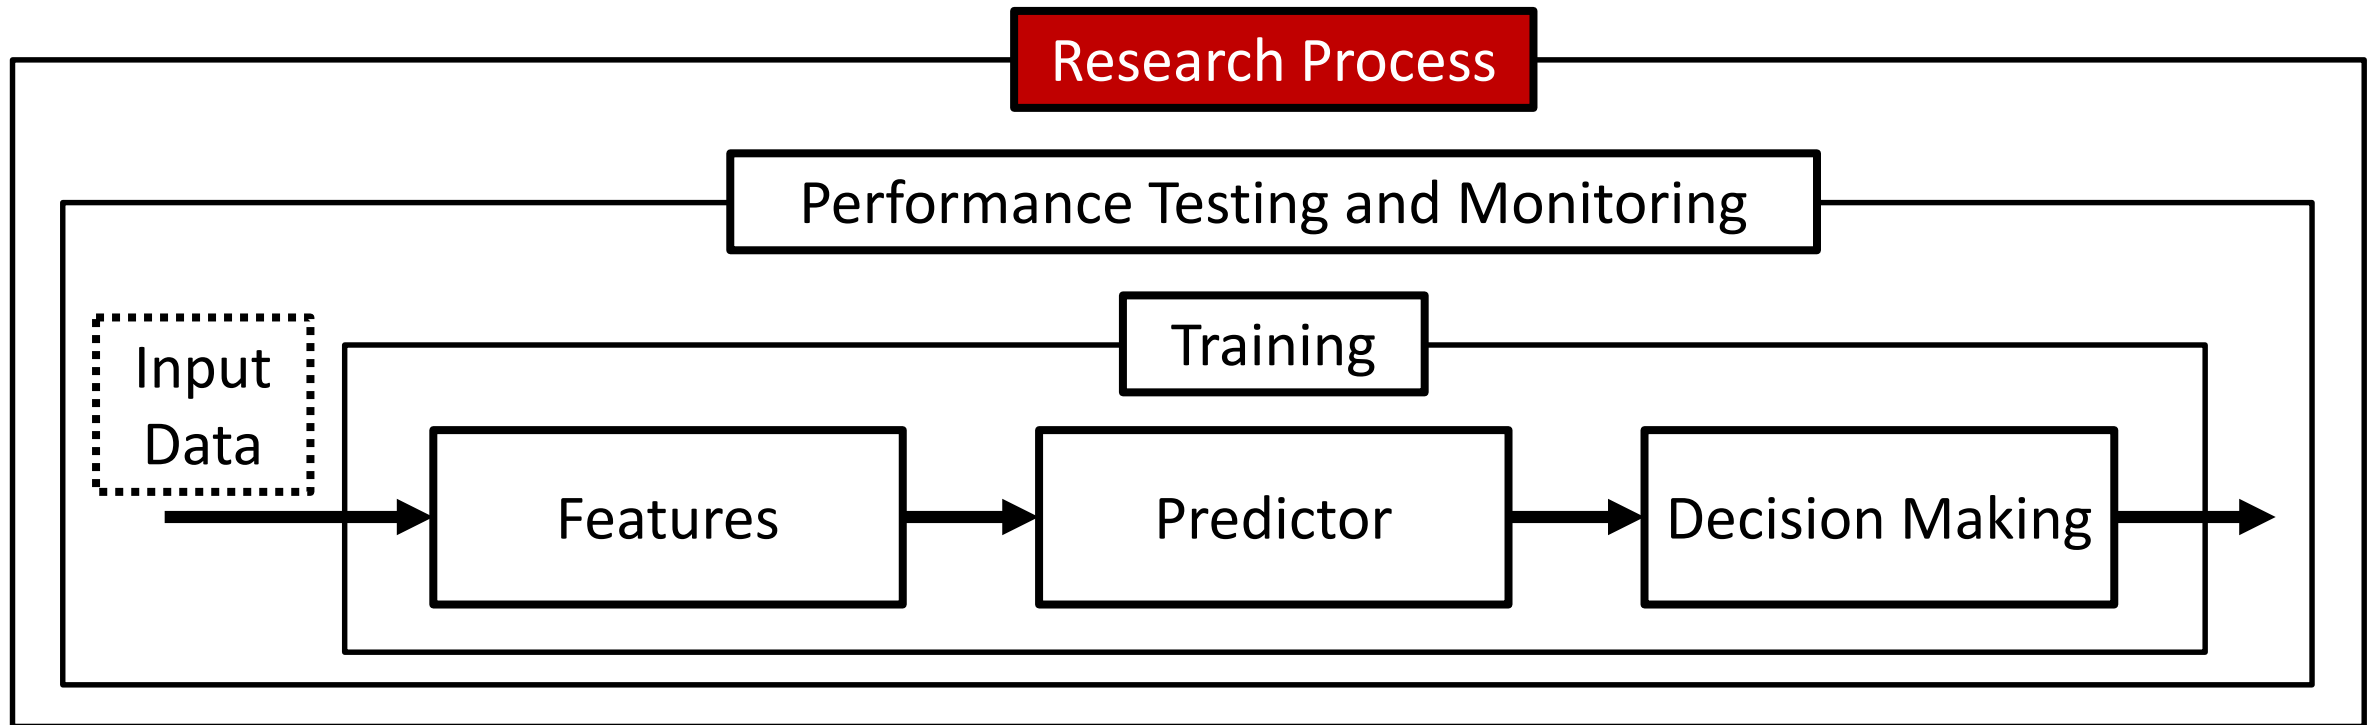 Research Process
Performance Testing and Monitoring
Training
Input
Data
Features
Predictor
Decision Making